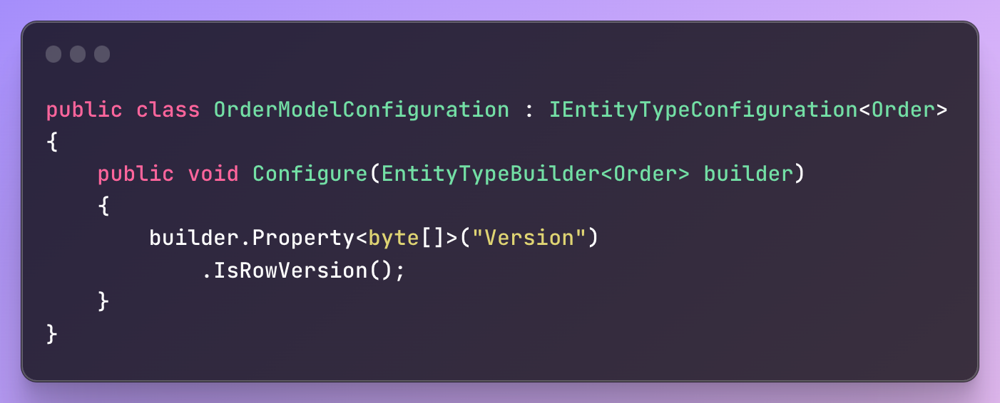 public class OrderModelConfiguration : IEntityTypeConfiguration<Order>
{
    public void Configure(EntityTypeBuilder<Order> builder)
    {
        builder.Property<byte[]>("Version")
            .IsRowVersion();
    }
}